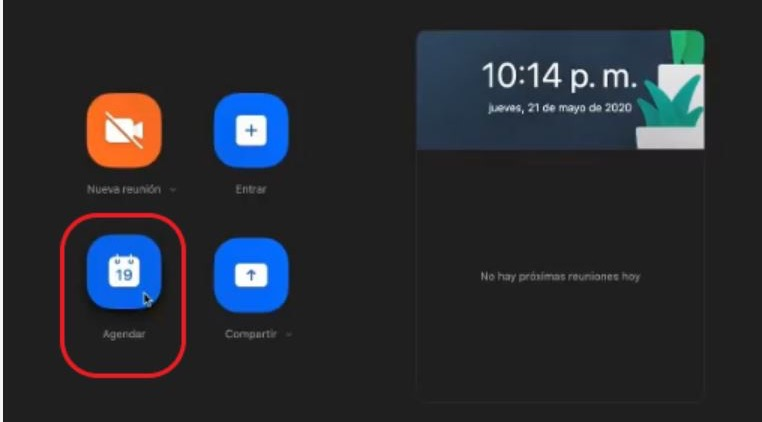 10:14 p. m.
jueves, 21 de mayo de 2020
Nueva reunión
Entrar
19
Agendar
Compartir
No hay próximas reuniones hoy